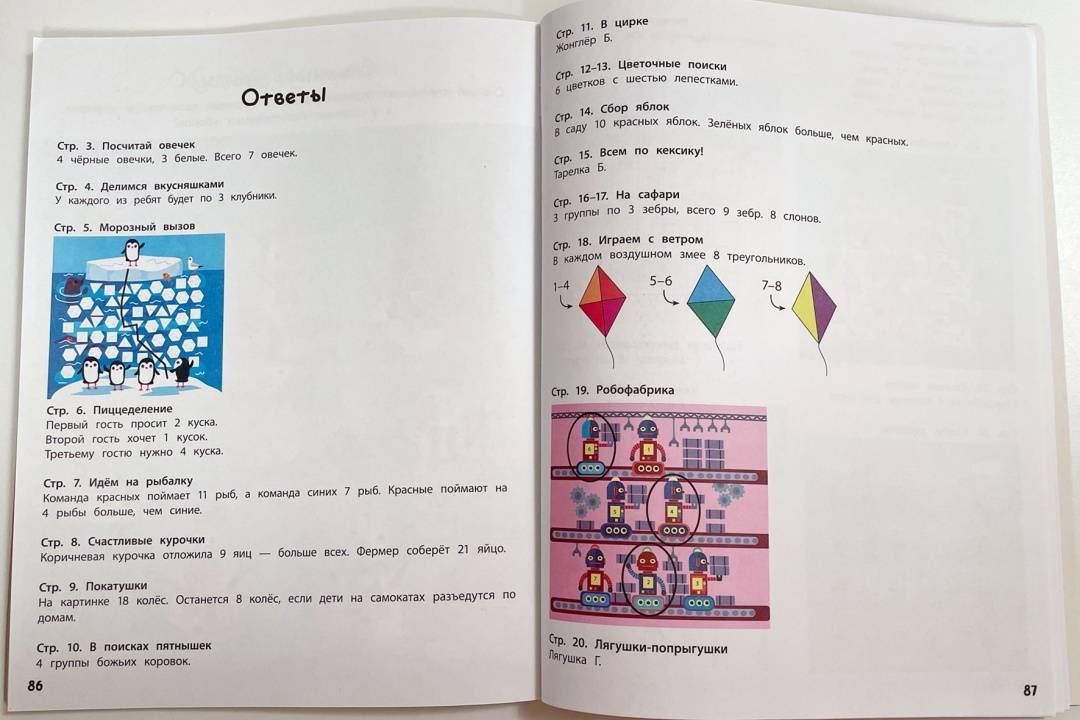 Ответы
Стр. 3. Посчитай овечек
4 чёрные овечки, 3 белые. Всего 7 овечек.
Стр. 4. Делимся вкусняшками
У каждого из ребят будет по 3 клубники.
Стр. 5. Морозный вызов
Стр. 6. Пиццеделение
Первый гость просит 2 куска.
Второй гость хочет 1 кусок.
Третьему гостю нужно 4 куска.
Стр. 7. Идём на рыбалку
Команда красных поймает 11 рыб, а команда синих 7 рыб. Красные поймают на
4 рыбы больше, чем синие.
Стр. 8. Счастливые курочки
Коричневая курочка отложила 9 яиц — больше всех. Фермер соберёт 21 яйцо.
Стр. 9. Покатушки
На картинке 18 колёс. Останется 8 колёс, если дети на самокатах разъедутся по
домам.
Стр. 10. В поисках пятнышек
4 группы божьих коровок.
86
Стр. 11. В цирке
Жонглёр Б.
Стр. 12–13. Цветочные поиски
6 цветков с шестью лепестками.
Стр. 14. Сбор яблок
В саду 10 красных яблок. Зелёных яблок больше, чем красных.
Стр. 15. Всем по кексику!
Тарелка Б.
Стр. 16–17. На сафари
3 группы по 3 зебры, всего 9 зебр. 8 слонов.
Стр. 18. Играем с ветром
В каждом воздушном змее 8 треугольников.
1–4 5–6 7–8
Стр. 19. Робофабрика
6 1
5 4
7 2 3
Стр. 20. Лягушки-попрыгушки
Лягушка Г.
87